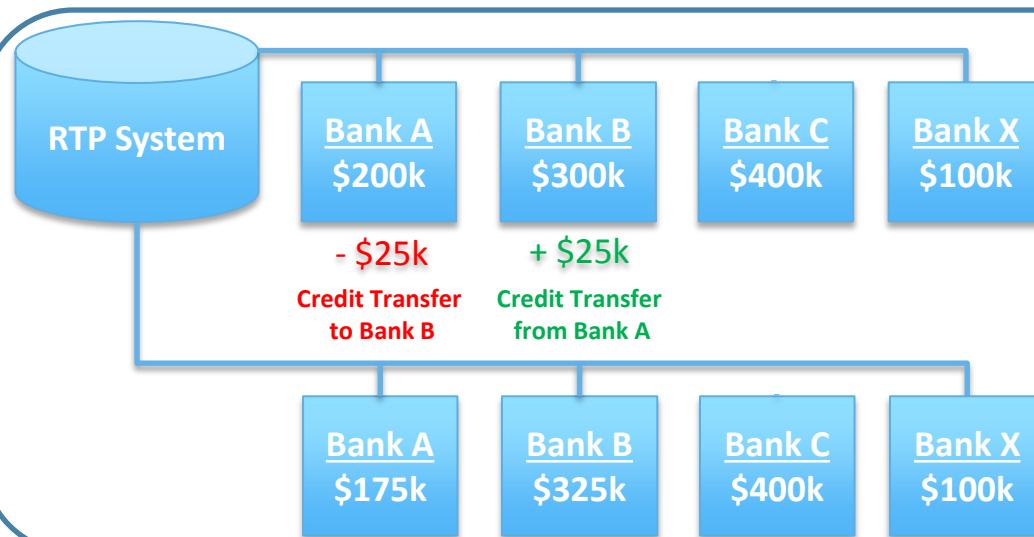 RTP System
Bank A
$200k
Bank B
$300k
Bank C
$400k
Bank X
$100k
- $25k
Credit Transfer
to Bank B
+ $25k
Credit Transfer
from Bank A
Bank A
$175k
Bank B
$325k
Bank C
$400k
Bank X
$100k